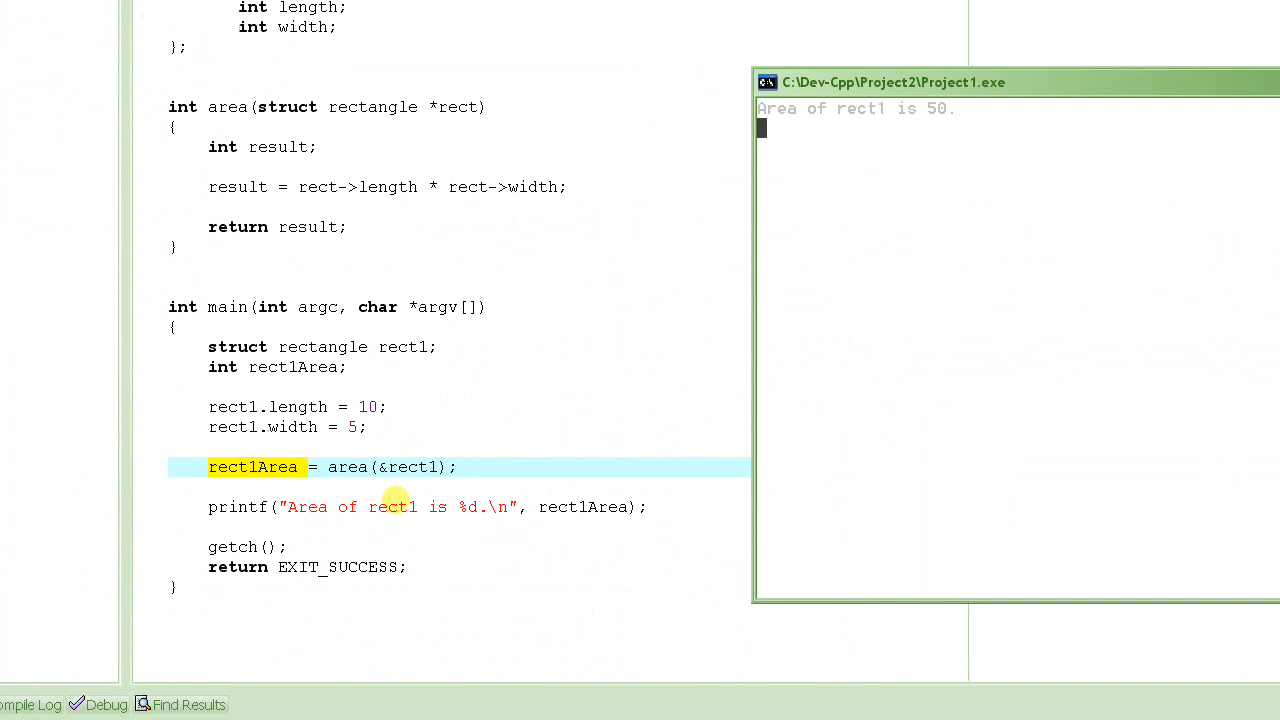 int length;
int width;
};
int area(struct rectangle *rect)
{
int result;
result = rect->length * rect->width;
return result;
}
int main(int argc, char *argv[])
{
struct rectangle rect1;
int rect1Area;
rect1.length = 10;
rect1.width = 5;
rect1Area = area(&rect1);
printf("Area of rect1 is %d.\n", rect1Area);
getch();
return EXIT_SUCCESS;
}
C:\Dev-Cpp\Project2\Project1.exe
Area of rect1 is 50.
ompile Log Debug Find Results